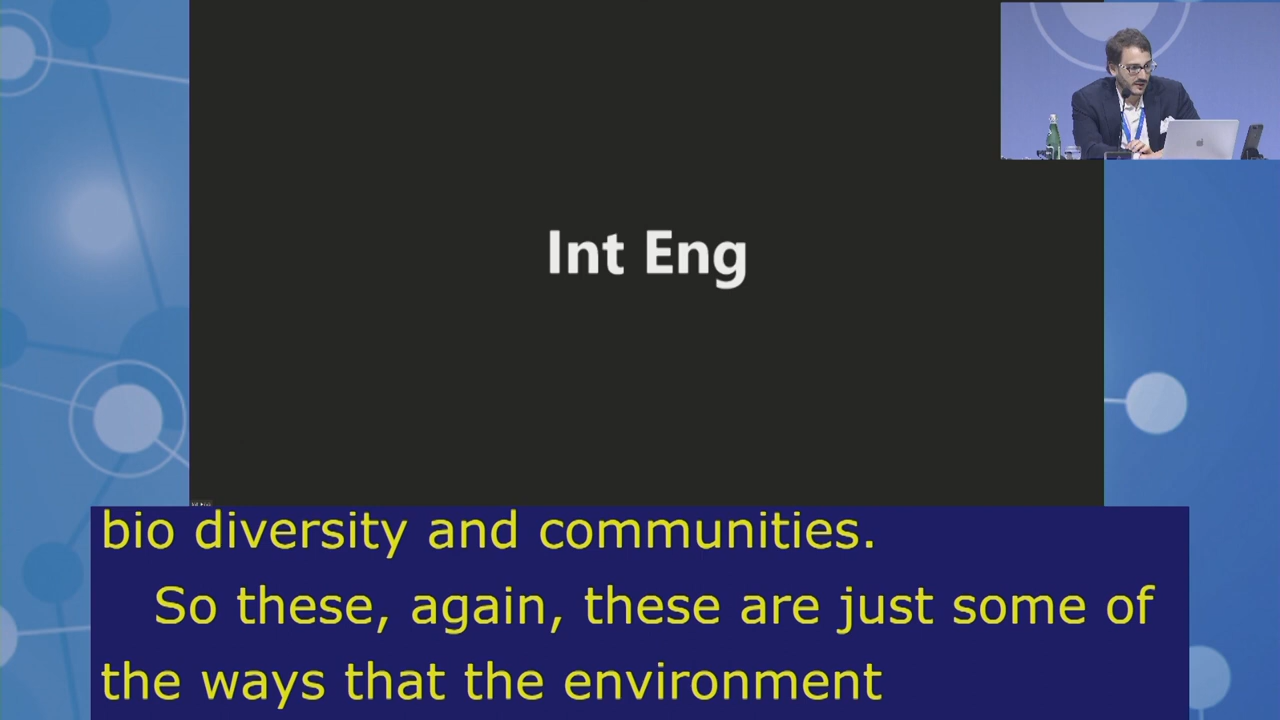 Int Eng
bio diversity and communities.
So these, again, these are just some of
the ways that the environment